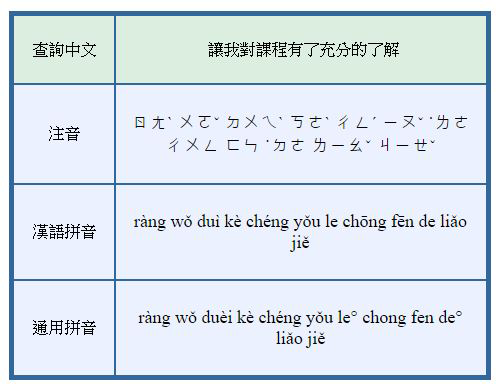 查詢中文
讓我對課程有了充分的了解
注音
ㄖㄤˋ ㄨㄛˇ ㄉㄨㄟˋ ㄎㄜˋ ㄔㄥˊ ㄧㄡˇ ˙ㄌㄜ
ㄔㄨㄥ ㄈㄣ ˙ㄉㄜ ㄌㄧㄠˇ ㄐㄧㄝˇ
漢語拼音
ràng wǒ dui kè chéng yǒu le chōng fēn de liǎo
jiě
通用拼音
ràng wǒ duèi kè chéng yǒu le° chong fen de°
liǎo jiě